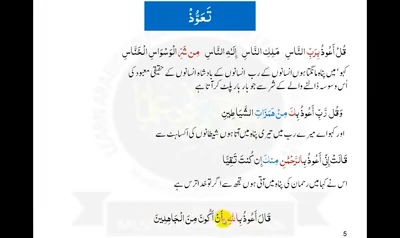 تَعَوُّذُ
قُلْ أَعُوذُ بِرَبِّ النَّاسِ مَلِكِ النَّاسِ إِلَٰهِ النَّاسِ مِن شَرِّ الْوَسْوَاسِ الْخَنَّاسِ
کہو میں پناہ مانگتا ہوں انسانوں کے رب انسانوں کے بادشاہ انسانوں کے حقیقی معبود کی
اُس وسوسہ ڈالنے والے کے شر سے جو بار بار پلٹ کر آتا ہے
وَقُل رَّبِّ أَعُوذُ بِكَ مِنْ هَمَزَاتِ الشَّيَاطِينِ
اور کہو اے میرے رب میں تیری پناہ میں آتا ہوں شیطانوں کی اکساہٹ سے
قَالَتْ إِنِّي أَعُوذُ بِالرَّحْمَٰنِ مِنكَ إِن كُنتَ تَقِيًّا
اس نے کہا میں رحمان کی پناہ میں آتی ہوں تجھ سے اگر تو خدا ترس ہے
قَالَ أَعُوذُ بِاللَّهِ أَنْ أَكُونَ مِنَ الْجَاهِلِينَ
5